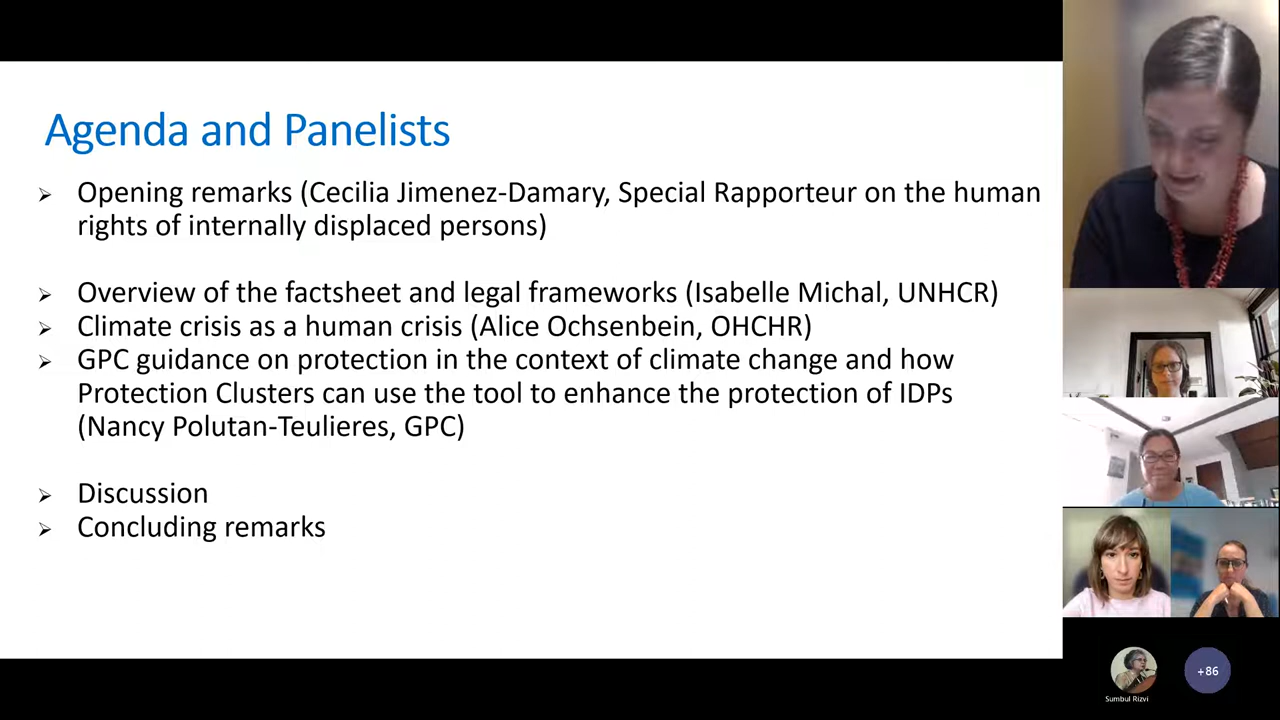 Agenda and Panelists
➢ Opening remarks (Cecilia Jimenez-Damary, Special Rapporteur on the human
rights of internally displaced persons)
➢ Overview of the factsheet and legal frameworks (Isabelle Michal, UNHCR)
➢ Climate crisis as a human crisis (Alice Ochsenbein, OHCHR)
➢ GPC guidance on protection in the context of climate change and how
Protection Clusters can use the tool to enhance the protection of IDPs
(Nancy Polutan-Teulieres, GPC)
➢ Discussion
➢ Concluding remarks
+86
Sumbul Rizvi